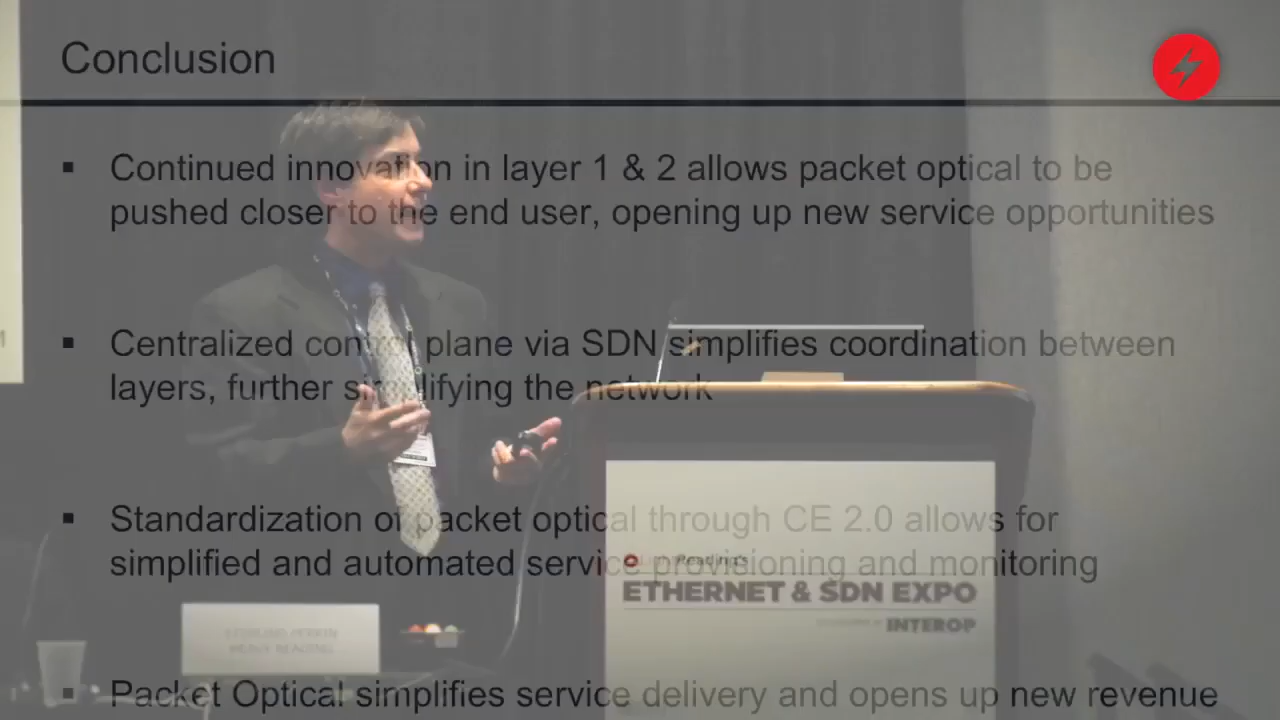 Conclusion
▪ Continued innovation in layer 1 & 2 allows packet optical to be
pushed closer to the end user, opening up new service opportunities
▪ Centralized control plane via SDN simplifies coordination between
layers, further simplifying the network
▪ Standardization of packet optical through CE 2.0 allows for
simplified and automated service provisioning and monitoring
Reading's
ETHERNET & SDN EXPO
INTEROP
▪ Packet Optical simplifies service delivery and opens up new revenue